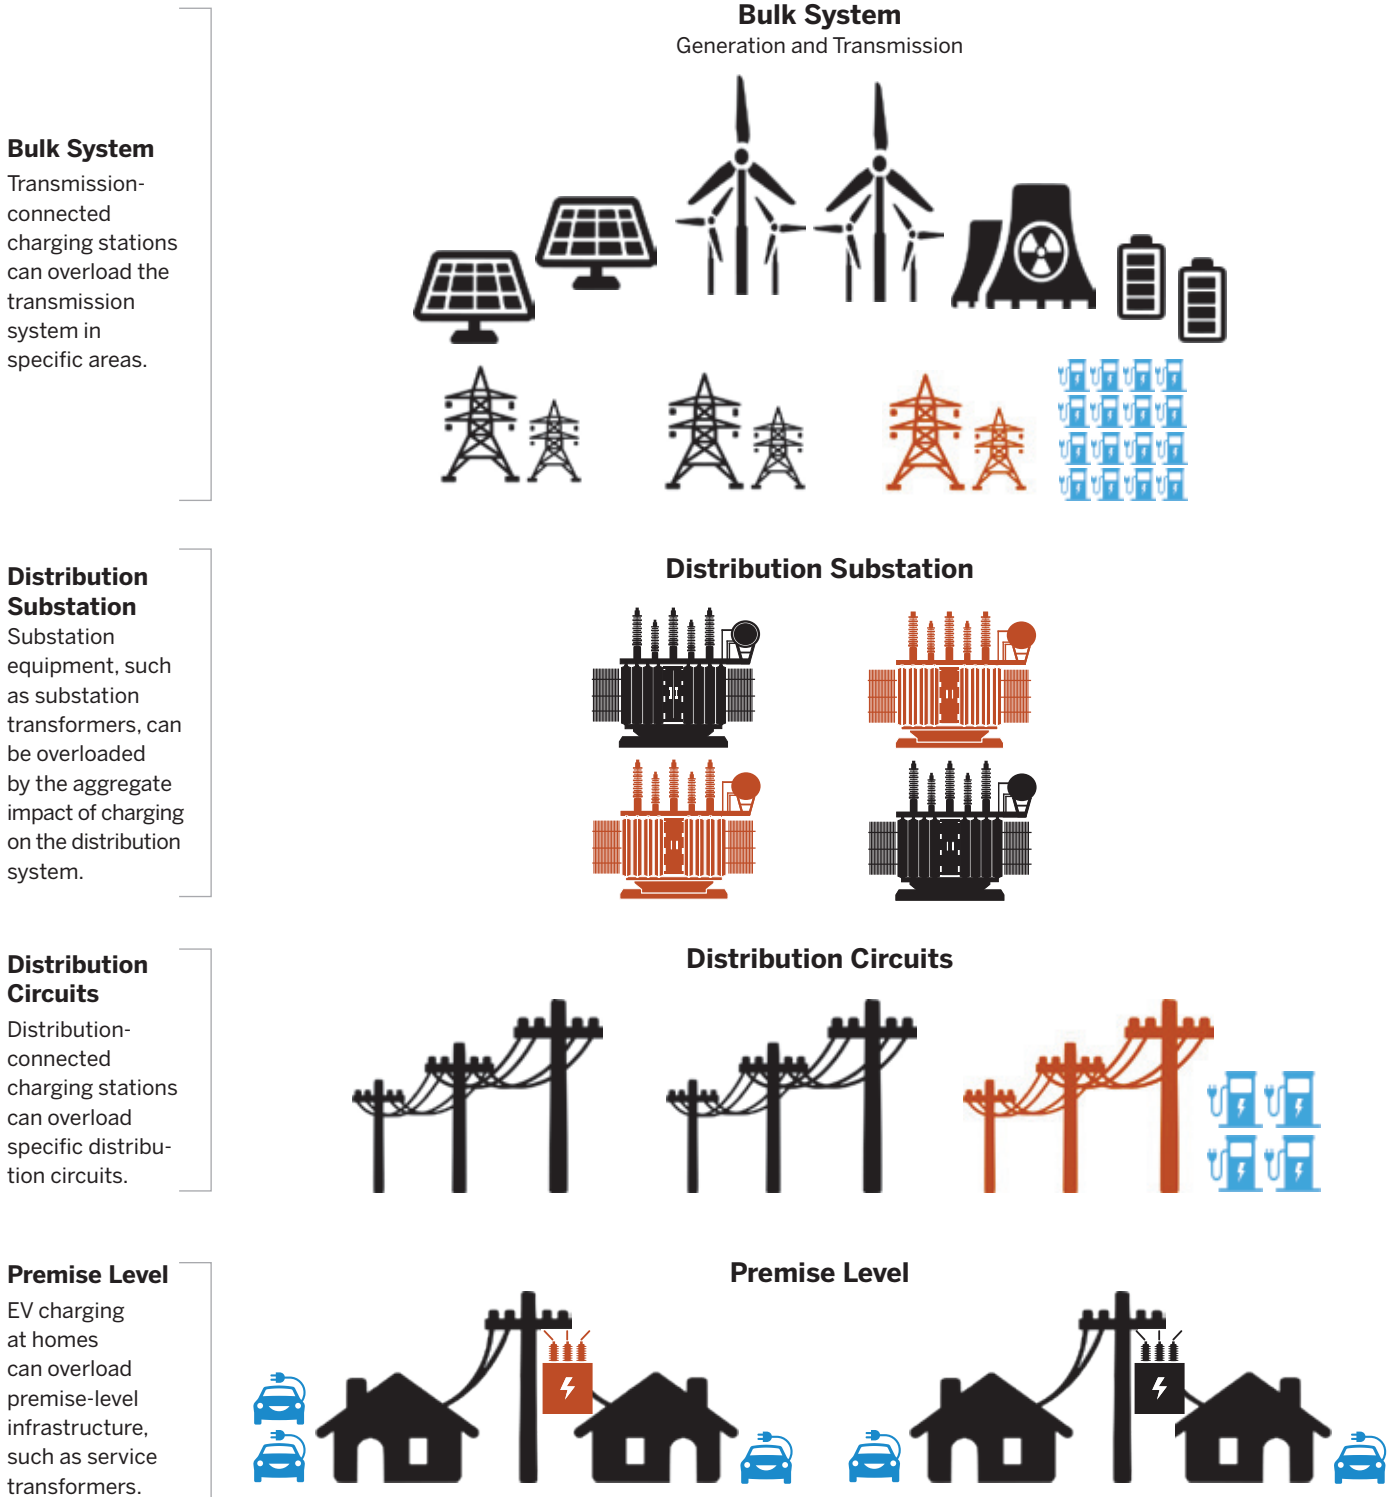 Bulk System
Generation and Transmission
Bulk System
Transmission-
connected
charging stations
can overload the
transmission
system in
specific areas.
Distribution
Substation
Substation
equipment, such
as substation
transformers, can
be overloaded
by the aggregate
impact of charging
on the distribution
system.
Distribution Substation
Distribution
Circuits
Distribution-
connected
charging stations
can overload
specific distribu-
tion circuits.
Distribution Circuits
Premise Level
EV charging
at homes
can overload
premise-level
infrastructure,
such as service
transformers.
Premise Level